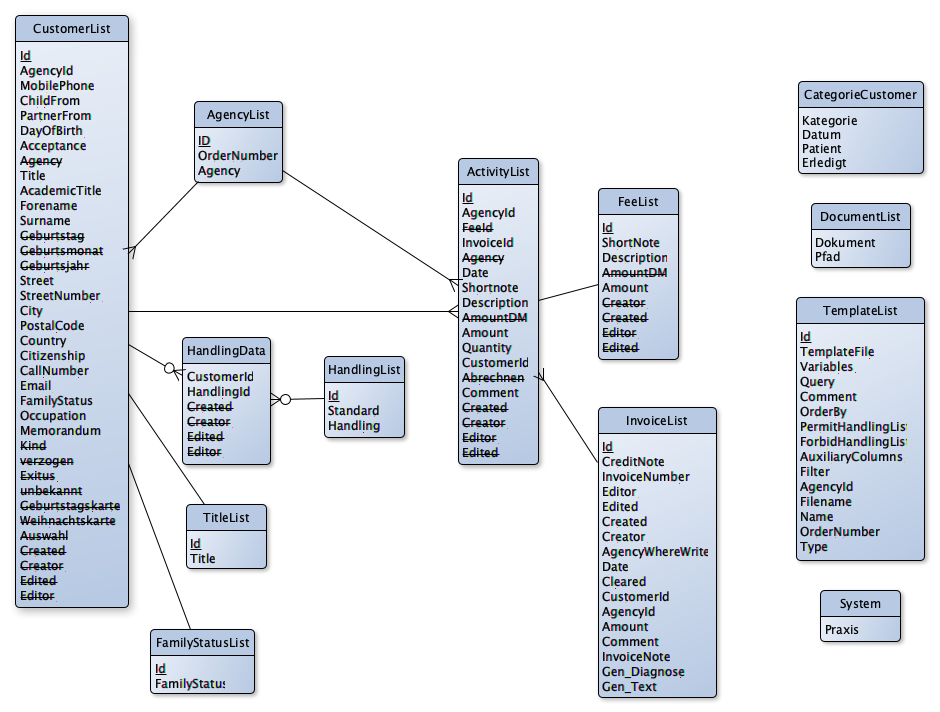 CustomerList
Id
AgencyId
MobilePhone
ChildFrom
PartnerFrom
DayOfBirth
Acceptance
Agency
Title
AcademicTitle
Forename
Surname
Geburtstag
Geburtsmonat
Geburtsjahr
Street
StreetNumber
City
PostalCode
Country
Citizenship
CallNumber
Email
FamilyStatus
Occupation
Memorandum
Kind
verzogen
Exitus
unbekannt
Geburtstagskarte
Weihnachtskarte
Auswahl
Created
Creator
Edited
Editor
AgencyList
ID
OrderNumber
Agency
HandlingData
CustomerId
HandlingId
Created
Creator
Edited
Editor
HandlingList
Id
Standard
Handling
TitleList
Id
Title
FamilyStatusList
Id
FamilyStatus
ActivityList
Id
AgencyId
FeeId
InvoiceId
Agency
Date
Shortnote
Description
AmountDM
Amount
Quantity
CustomerId
Abrechnen
Comment
Created
Creator
Editor
Edited
FeeList
Id
ShortNote
Description
AmountDM
Amount
Creator
Created
Editor
Edited
InvoiceList
Id
CreditNote
InvoiceNumber
Editor
Edited
Created
Creator
AgencyWhereWrite
Date
Cleared
CustomerId
AgencyId
Amount
Comment
InvoiceNote
Gen_Diagnose
Gen_Text
CategorieCustomer
Kategorie
Datum
Patient
Erledigt
DocumentList
Dokument
Pfad
TemplateList
Id
TemplateFile
Variables
Query
Comment
OrderBy
PermitHandlingLis
ForbidHandlingLis
AuxiliaryColumns
Filter
AgencyId
Filename
Name
OrderNumber
Type
System
Praxis